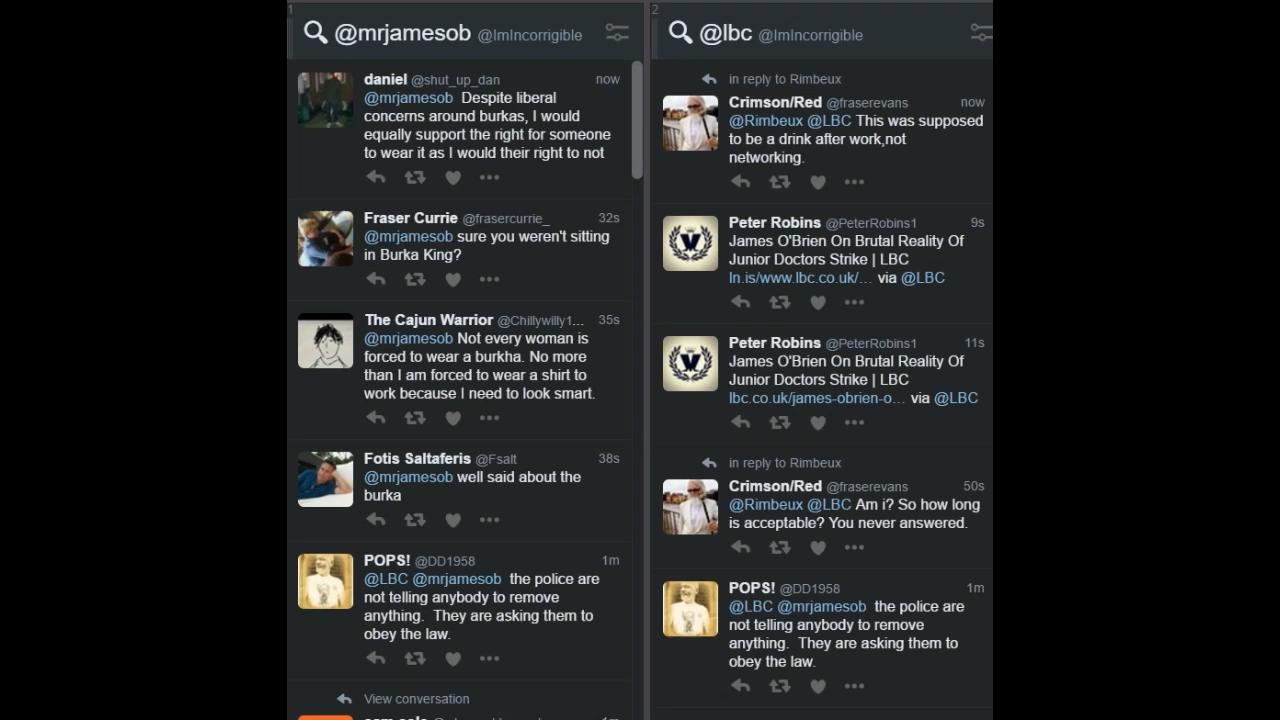 1
@mrjamesob @ImIncorrigible
daniel @shut_up_dan now
@mrjamesob Despite liberal
concerns around burkas, I would
equally support the right for someone
to wear it as I would their right to not
Fraser Currie @frasercurrie_ 32s
@mrjamesob sure you weren't sitting
in Burka King?
The Cajun Warrior @Chillywilly1... 35s
@mrjamesob Not every woman is
forced to wear a burkha. No more
than I am forced to wear a shirt to
work because I need to look smart.
Fotis Saltaferis @Fsalt 38s
@mrjamesob well said about the
burka
POPS! @DD1958 1m
@LBC @mrjamesob the police are
not telling anybody to remove
anything. They are asking them to
obey the law.
View conversation
2
@lbc @ImIncorrigible
in reply to Rimbeux
Crimson/Red @fraserevans now
@Rimbeux @LBC This was supposed
to be a drink after work,not
networking.
Peter Robins @PeterRobins1 9s
James O'Brien On Brutal Reality Of
Junior Doctors Strike | LBC
ln.is/www.lbc.co.uk/... via @LBC
Peter Robins @PeterRobins1 11s
James O'Brien On Brutal Reality Of
Junior Doctors Strike | LBC
lbc.co.uk/james-obrien-o... via @LBC
in reply to Rimbeux
Crimson/Red @fraserevans 50s
@Rimbeux @LBC Am i? So how long
is acceptable? You never answered.
POPS! @DD1958 1m
@LBC @mrjamesob the police are
not telling anybody to remove
anything. They are asking them to
obey the law.